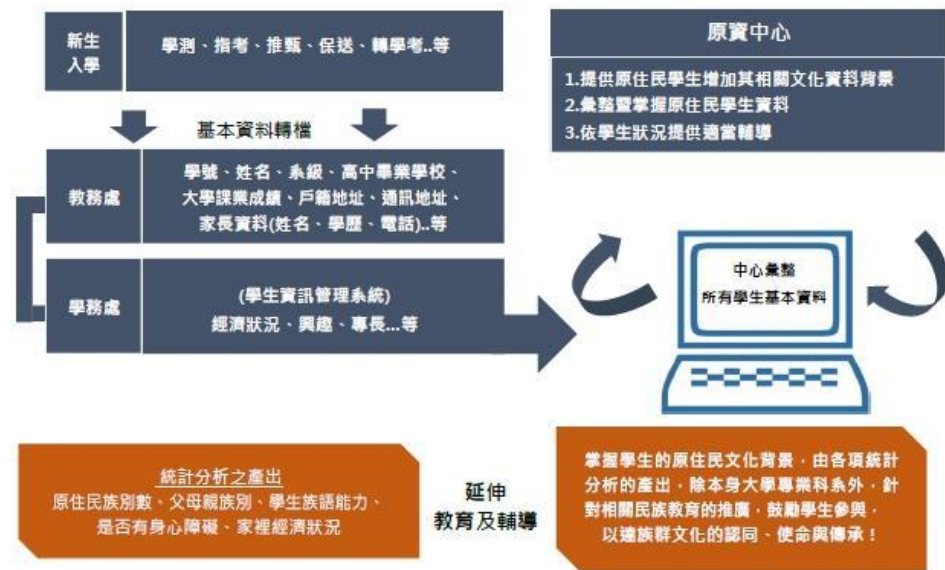 新生
入學
學測、指考、推甄、保送、轉學考..等
基本資料轉檔
教務處
學號、姓名、系級、高中畢業學校、
大學課業成績、戶籍地址、通訊地址、
家長資料(姓名、學歷、電話)..等
學務處
(學生資訊管理系統)
經濟狀況、興趣、專長...等
原資中心
1.提供原住民學生增加其相關文化資料背景
2.彙整暨掌握原住民學生資料
3.依學生狀況提供適當輔導
中心彙整
所有學生基本資料
統計分析之產出
原住民族別數、父母親族別、學生族語能力、
是否有身心障礙、家裡經濟狀況
延伸
教育及輔導
掌握學生的原住民文化背景，由各項統計
分析的產出，除本身大學專業科系外，針
對相關民族教育的推廣，鼓勵學生參與，
以達族群文化的認同、使命與傳承！